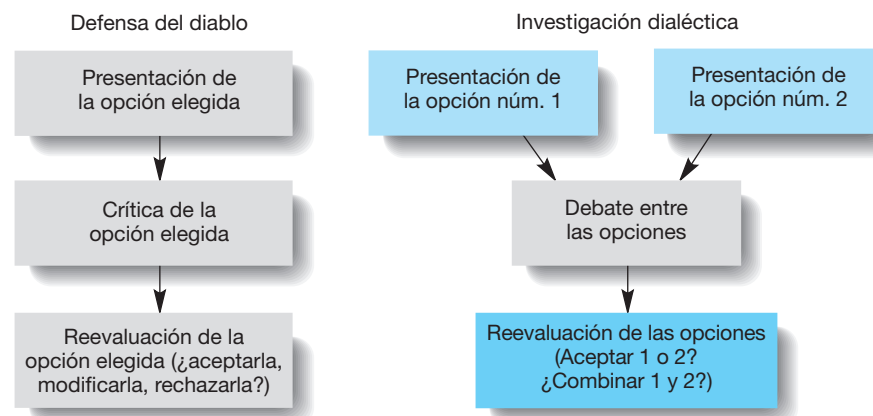 Defensa del diablo
Presentación de
la opción elegida
Crítica de la
opción elegida
Reevaluación de la
opción elegida (¿aceptarla,
modificarla, rechazarla?)
Investigación dialéctica
Presentación de
la opción núm. 1
Presentación de
la opción núm. 2
Debate entre
las opciones
Reevaluación de las opciones
(Aceptar 1 o 2?
¿Combinar 1 y 2?)